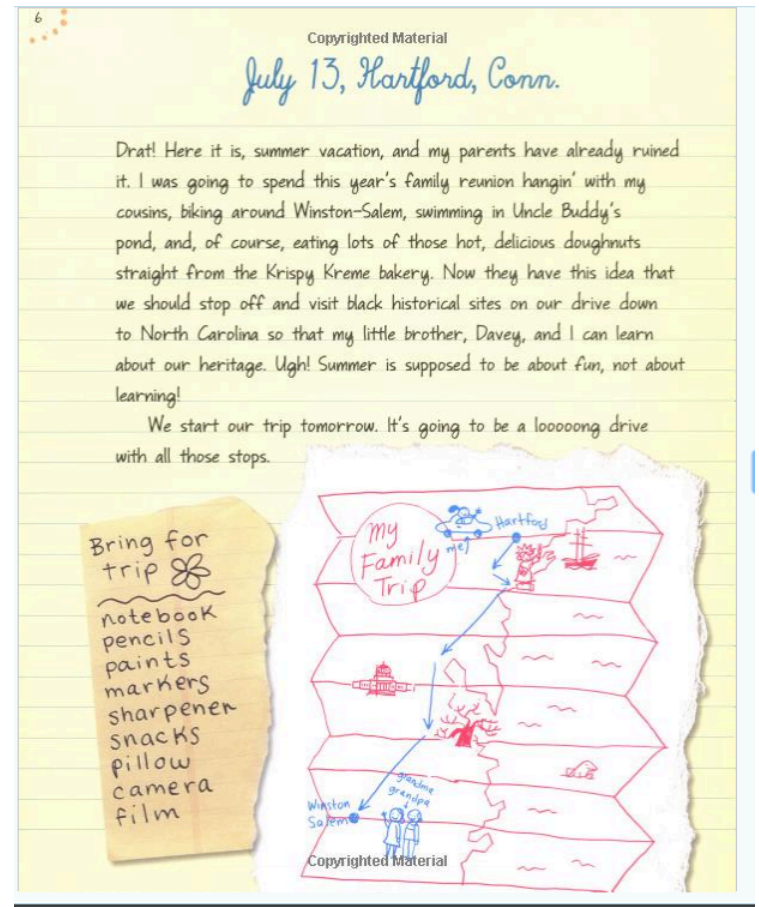 6
Copyrighted Material
July 13, Hartford, Conn.
Drat! Here it is, summer vacation, and my parents have already ruined
it. I was going to spend this year's family reunion hangin' with my
cousins, biking around Winston-Salem, swimming in Uncle Buddy's
pond, and, of course, eating lots of those hot, delicious doughnuts
straight from the Krispy Kreme bakery. Now they have this idea that
we should stop off and visit black historical sites on our drive down
to North Carolina so that my little brother, Davey, and I can learn
about our heritage. Ugh! Summer is supposed to be about fun, not about
learning!
We start our trip tomorrow. It's going to be a looooong drive
with all those stops.
Bring for
trip
notebook
pencils
paints
markers
sharpener
snacks
pillow
camera
film
My
Family
Trip
me
Hartford
grandma
grandpa
Winston
Salem
Copyrighted Material